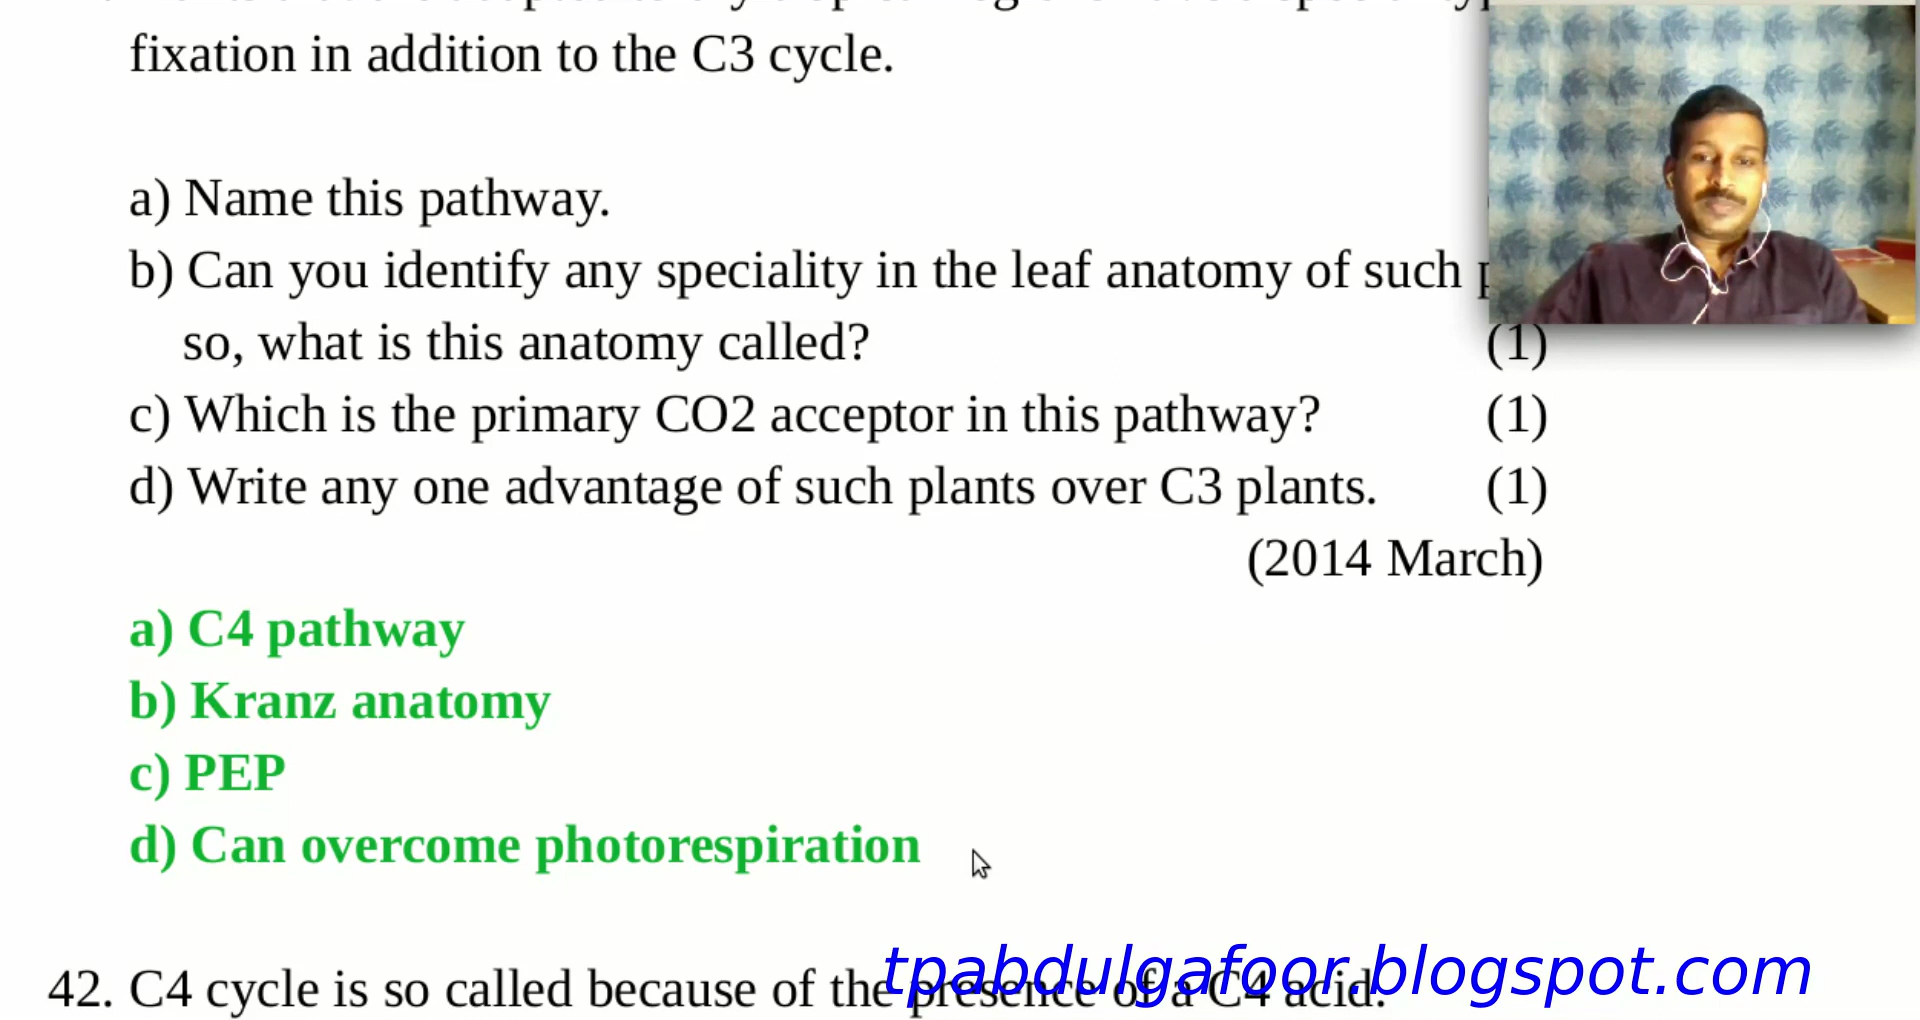 fixation in addition to the C3 cycle.
a) Name this pathway.
b) Can you identify any speciality in the leaf anatomy of such
so, what is this anatomy called? (1)
c) Which is the primary CO2 acceptor in this pathway? (1)
d) Write any one advantage of such plants over C3 plants. (1)
(2014 March)
a) C4 pathway
b) Kranz anatomy
c) PEP
d) Can overcome photorespiration
42. C4 cycle is so called because of the presence of a C4 acid.
tpabdulgafoor.blogspot.com